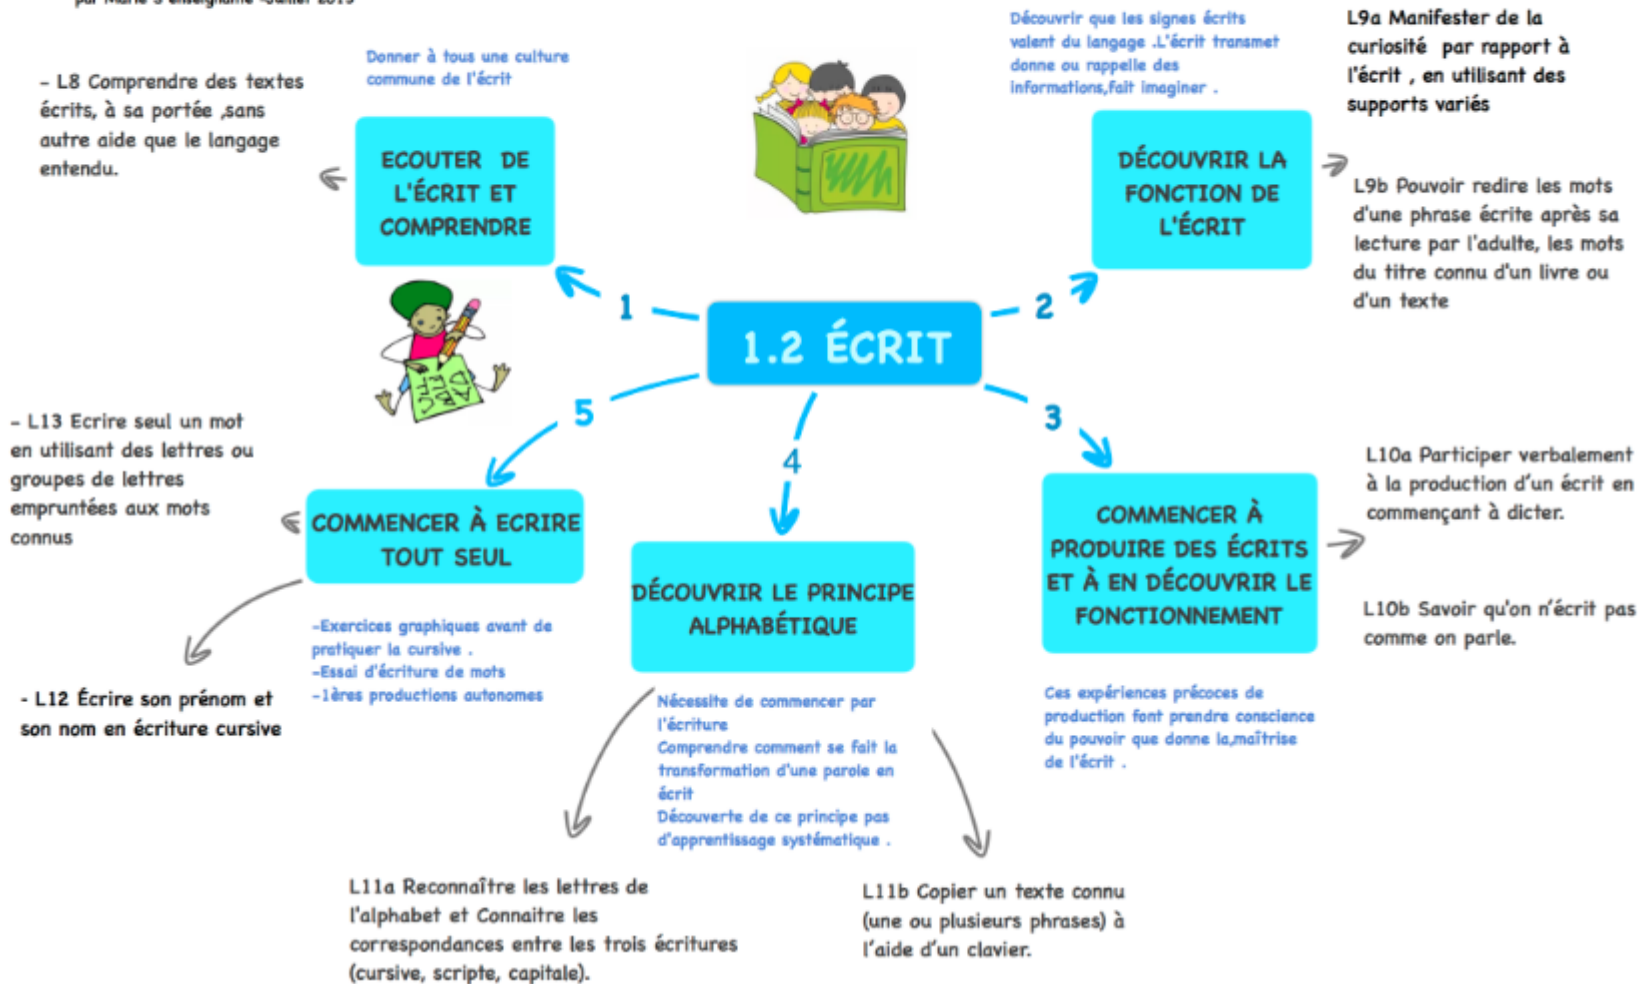 par Marie S enseignante -Juillet 2015
Donner à tous une culture
commune de l'écrit
- L8 Comprendre des textes
écrits, à sa portée ,sans
autre aide que le langage
entendu.
ECOUTER DE
L'ÉCRIT ET
COMPRENDRE
Découvrir que les signes écrits
valent du langage .L'écrit transmet
donne ou rappelle des
informations,fait imaginer .
L9a Manifester de la
curiosité par rapport à
l'écrit , en utilisant des
supports variés
DÉCOUVRIR LA
FONCTION DE
L'ÉCRIT
L9b Pouvoir redire les mots
d'une phrase écrite après sa
lecture par l'adulte, les mots
du titre connu d'un livre ou
d'un texte
1
2
1.2 ÉCRIT
5
4
3
- L13 Ecrire seul un mot
en utilisant des lettres ou
groupes de lettres
empruntées aux mots
connus
COMMENCER À ECRIRE
TOUT SEUL
-Exercices graphiques avant de
pratiquer la cursive .
-Essai d'écriture de mots
-1ères productions autonomes
- L12 Écrire son prénom et
son nom en écriture cursive
DÉCOUVRIR LE PRINCIPE
ALPHABÉTIQUE
Nécessite de commencer par
l'écriture
Comprendre comment se fait la
transformation d'une parole en
écrit
Découverte de ce principe pas
d'apprentissage systématique .
L11a Reconnaître les lettres de
l'alphabet et Connaitre les
correspondances entre les trois écritures
(cursive, scripte, capitale).
L11b Copier un texte connu
(une ou plusieurs phrases) à
l'aide d'un clavier.
COMMENCER À
PRODUIRE DES ÉCRITS
ET À EN DÉCOUVRIR LE
FONCTIONNEMENT
L10a Participer verbalement
à la production d'un écrit en
commençant à dicter.
L10b Savoir qu'on n'écrit pas
comme on parle.
Ces expériences précoces de
production font prendre conscience
du pouvoir que donne la,maîtrise
de l'écrit .